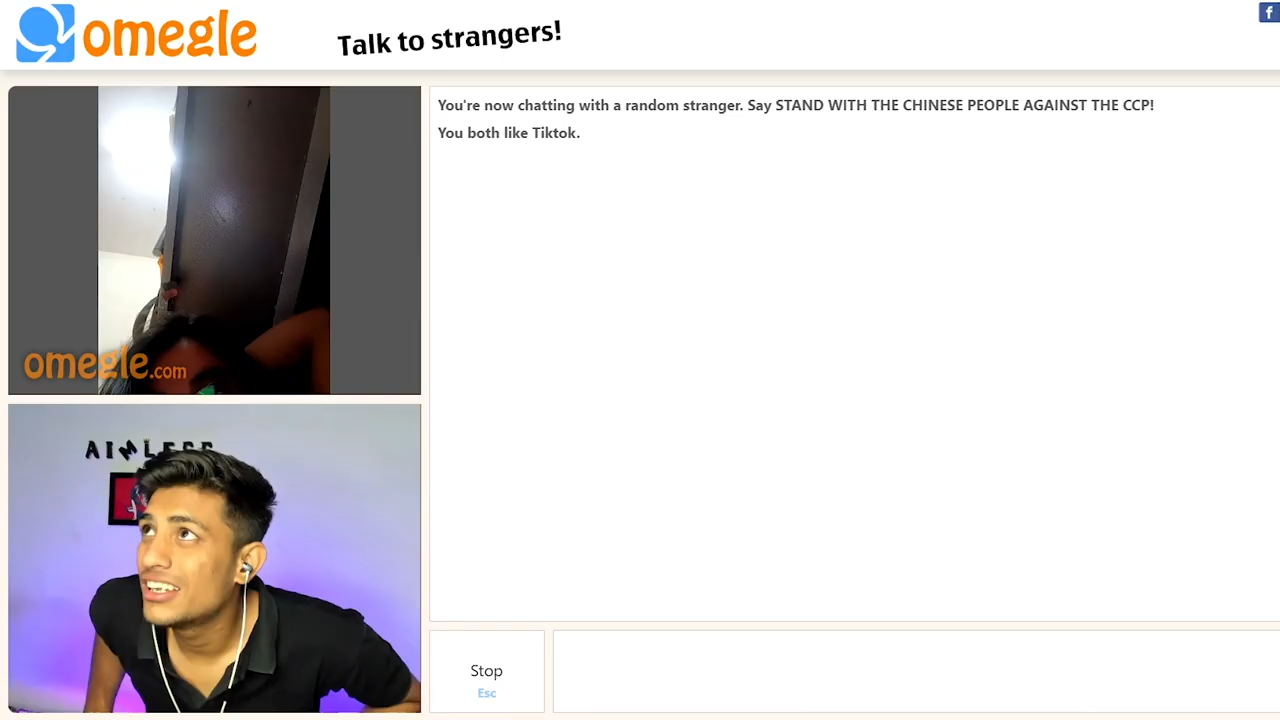 omegle
Talk to strangers!
f
You're now chatting with a random stranger. Say STAND WITH THE CHINESE PEOPLE AGAINST THE CCP!
You both like Tiktok.
omegle.com
AIMLESS
Stop
Esc